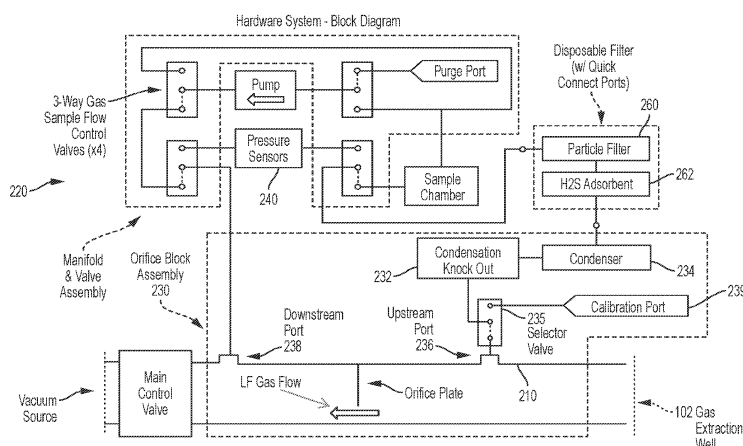 Hardware System - Block Diagram
Disposable Filter
(w/ Quick
Connect Ports)
3-Way Gas
Sample Flow
Control
Valves (x4)
Pump
Purge Port
Pressure
Sensors
240
Sample
Chamber
260
Particle Filter
H2S Adsorbent
262
220
Manifold
& Valve
Assembly
Orifice Block
Assembly
230
232
Condensation
Knock Out
Condenser
234
Calibration Port
239
235
Selector
Valve
Downstream
Port
238
Upstream
Port
236
210
Main
Control
Valve
LF Gas Flow
Orifice Plate
Vacuum
Source
102 Gas
Extraction
Well